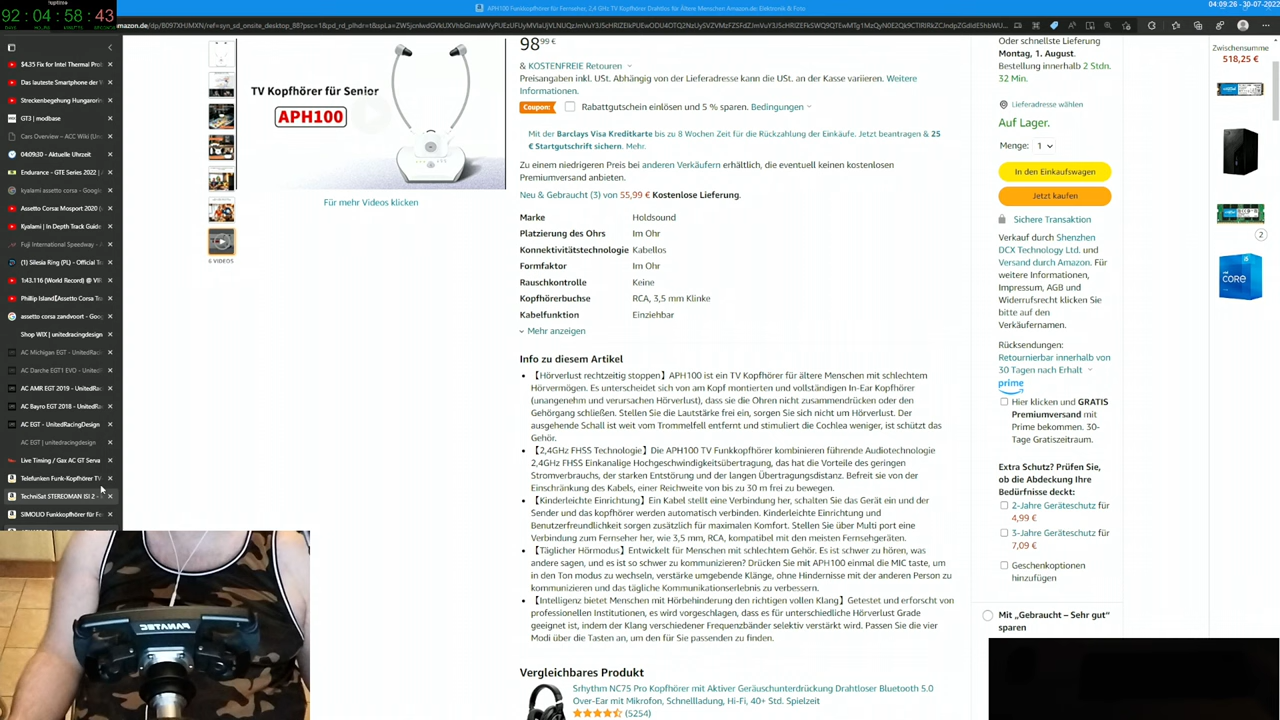 92 : 04 : 58 : 43
04:09:26 - 30-07-2022
APH100 Funkkopfhörer für Fernseher, 2,4 GHz TV Kopfhörer Drahtlos für Ältere Menschen Amazon.de: Elektronik & Foto
$4.35 Fix for Intel Thermal Pro
Das lauteste Smartphone der
Streckenbegehung Hungarori
GT3 | modbase
Cars Overview – ACC Wiki (Un
04:09:30 - Aktuelle Uhrzeit
Endurance - GTE Series 2022 |
kyalami assetto corsa - Google
Assetto Corsa: Mosport 2020 (
Kyalami | In Depth Track Guide
Fuji International Speedway -
(1) Silesia Ring (PL) - Official Tr
1:43.116 (World Record) @ VI
Phillip Island|Assetto Corsa Tra
assetto corsa zandvoort - Goo
Shop WIX | unitedracingdesign
AC Michigan EGT - UnitedRa
AC Darche EGT1 EVO - United
AC AMR EGT 2019 - UnitedRa
AC Bayro EGT 2018 - UnitedRa
AC EGT - UnitedRacingDesign
AC EGT | unitedracingdesign
Live Timing / Gax AC GT Serve
Telefunken Funk-Kopfhörer TV
TechniSat STEREOMAN ISI 2 -
SIMOLIO Funkkopfhörer für Fe
TV Kopfhörer für Senior
APH100
Für mehr Videos klicken
6 VIDEOS
98,99 €
& KOSTENFREIE Retouren
Preisangaben inkl. USt. Abhängig von der Lieferadresse kann die USt. an der Kasse variieren. Weitere
Informationen.
Coupon: Rabattgutschein einlösen und 5 % sparen. Bedingungen
Mit der Barclays Visa Kreditkarte bis zu 8 Wochen Zeit für die Rückzahlung der Einkäufe. Jetzt beantragen & 25
€ Startgutschrift sichern. Mehr.
Zu einem niedrigeren Preis bei anderen Verkäufern erhältlich, die eventuell keinen kostenlosen
Premiumversand anbieten.
Neu & Gebraucht (3) von 55,99 € Kostenlose Lieferung.
Marke Holdsound
Platzierung des Ohrs Im Ohr
Konnektivitätstechnologie Kabellos
Formfaktor Im Ohr
Rauschkontrolle Keine
Kopfhörerbuchse RCA, 3,5 mm Klinke
Kabelfunktion Einziehbar
Mehr anzeigen
Info zu diesem Artikel
【Hörverlust rechtzeitig stoppen】APH100 ist ein TV Kopfhörer für ältere Menschen mit schlechtem
Hörvermögen. Es unterscheidet sich von am Kopf montierten und vollständigen In-Ear Kopfhörer
(unangenehm und verursachen Hörverlust), dass sie die Ohren nicht zusammendrücken oder den
Gehörgang schließen. Stellen Sie die Lautstärke frei ein, sorgen Sie sich nicht um Hörverlust. Der
ausgehende Schall ist weit vom Trommelfell entfernt und stimuliert die Cochlea weniger, ist schützt das
Gehör.
【2,4GHz FHSS Technologie】Die APH100 TV Funkkopfhörer kombinieren führende Audiotechnologie
2,4GHz FHSS Einkanalige Hochgeschwindigkeitsübertragung, das hat die Vorteile des geringen
Stromverbrauchs, der starken Entstörung und der langen Übertragungsdistanz. Befreit sie von der
Einschränkung des Kabels, einer Reichweite von bis zu 30 m frei zu bewegen.
【Kinderleichte Einrichtung】Ein Kabel stellt eine Verbindung her, schalten Sie das Gerät ein und der
Sender und das kopfhörer werden automatisch verbinden. Kinderleichte Einrichtung und
Benutzerfreundlichkeit sorgen zusätzlich für maximalen Komfort. Stellen Sie über Multi port eine
Verbindung zum Fernseher her, wie 3,5 mm, RCA, kompatibel mit den meisten Fernsehgeräten.
【Täglicher Hörmodus】Entwickelt für Menschen mit schlechtem Gehör. Es ist schwer zu hören, was
andere sagen, und es ist so schwer zu kommunizieren? Drücken Sie mit APH100 einmal die MIC taste, um
in den Ton modus zu wechseln, verstärke umgebende Klänge, ohne Hindernisse mit der anderen Person zu
kommunizieren und das tägliche Kommunikationserlebnis zu verbessern.
【Intelligenz bietet Menschen mit Hörbehinderung den richtigen vollen Klang】Getestet und erforscht von
professionellen Institutionen, es wird vorgeschlagen, dass es für unterschiedliche Hörverlust Grade
geeignet ist, indem der Klang verschiedener Frequenzbänder selektiv verstärkt wird. Passen Sie die vier
Modi über die Tasten an, um den für Sie passenden zu finden.
Vergleichbares Produkt
Srhythm NC75 Pro Kopfhörer mit Aktiver Geräuschunterdrückung Drahtloser Bluetooth 5.0
Over-Ear mit Mikrofon, Schnellladung, Hi-Fi, 40+ Std. Spielzeit
(5254)
Oder schnellste Lieferung
Montag, 1. August.
Bestellung innerhalb 2 Stdn.
32 Min.
Lieferadresse wählen
Auf Lager.
Menge: 1
In den Einkaufswagen
Jetzt kaufen
Sichere Transaktion
Verkauf durch Shenzhen
DCX Technology Ltd. und
Versand durch Amazon. Für
weitere Informationen,
Impressum, AGB und
Widerrufsrecht klicken Sie
bitte auf den
Verkäufernamen.
Rücksendungen:
Retournierbar innerhalb von
30 Tagen nach Erhalt
prime
Hier klicken und GRATIS
Premiumversand mit
Prime bekommen. 30-
Tage Gratiszeitraum.
Extra Schutz? Prüfen Sie,
ob die Abdeckung Ihre
Bedürfnisse deckt:
2-Jahre Geräteschutz für
4,99 €
3-Jahre Geräteschutz für
7,09 €
Geschenkoptionen
hinzufügen
Mit „Gebraucht – Sehr gut“
sparen
Zwischensumme
518,25 €
2
CORE
FANATEC